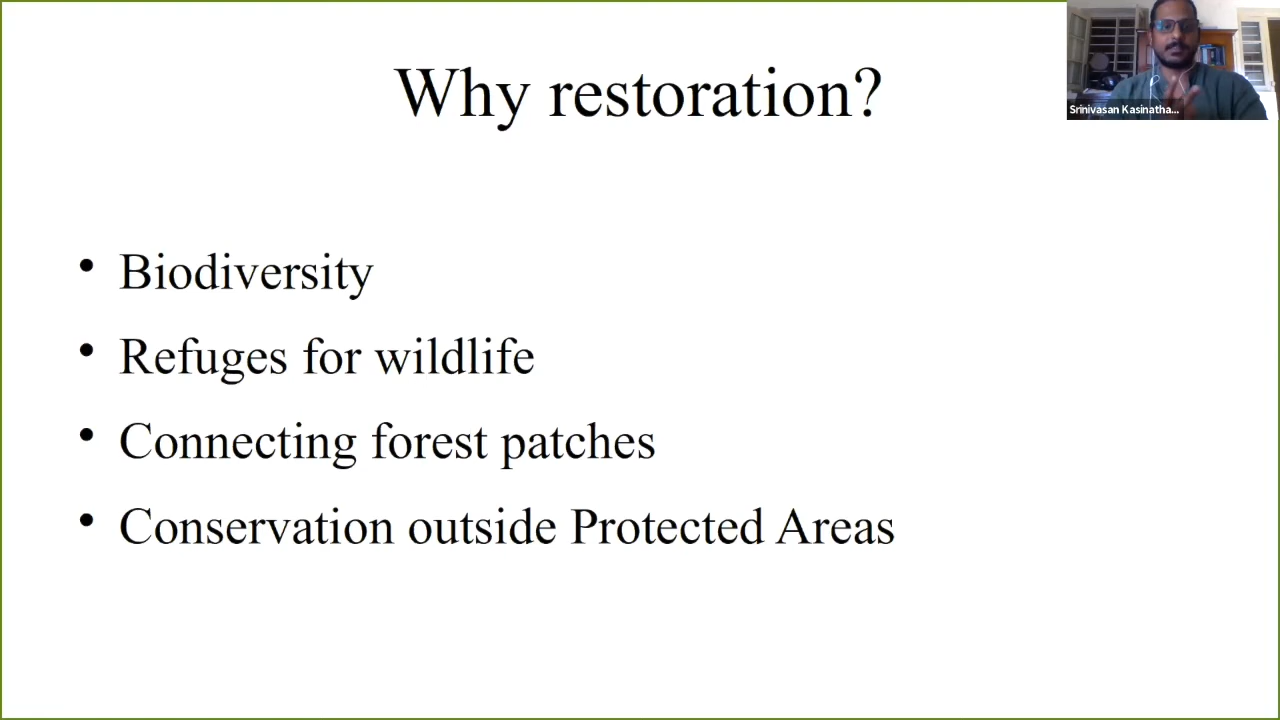 Why restoration?
Srinivasan Kasinatha...
• Biodiversity
• Refuges for wildlife
• Connecting forest patches
• Conservation outside Protected Areas